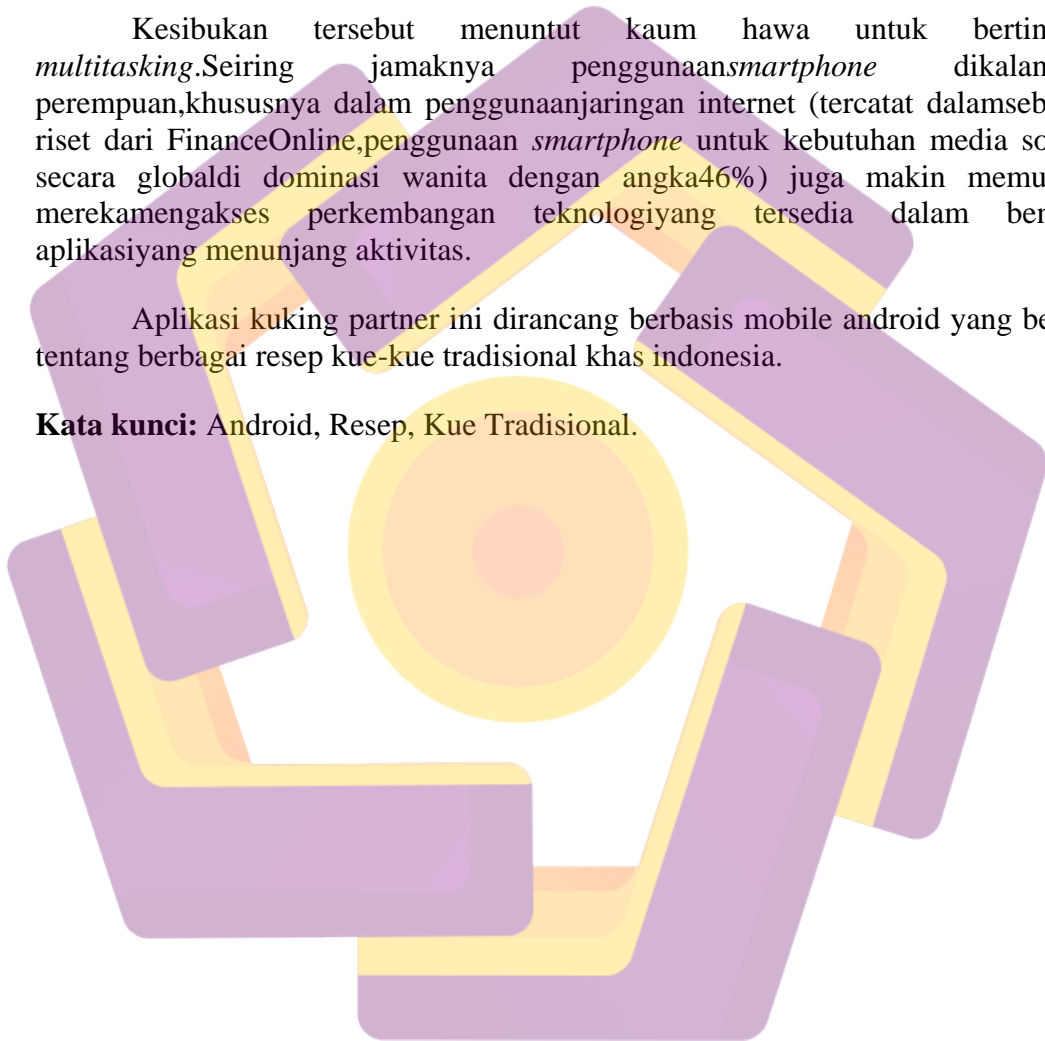 Kesibukan tersebut menuntut kaum hawa untuk bertin
multitasking.Seiring jamaknya penggunaansmartphone dikalan
perempuan,khususnya dalam penggunaanjaringan internet (tercatat dalamseb
riset dari FinanceOnline,penggunaan smartphone untuk kebutuhan media so
secara globaldi dominasi wanita dengan angka46%) juga makin memu
merekamengakses perkembangan teknologiyang tersedia dalam ben
aplikasiyang menunjang aktivitas.
Aplikasi kuking partner ini dirancang berbasis mobile android yang be
tentang berbagai resep kue-kue tradisional khas indonesia.
Kata kunci: Android, Resep, Kue Tradisional.